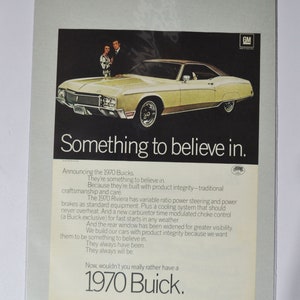 GM
Something to believe in.
Announcing the 1970 Buicks.
They're something to believe in.
Because they're built with product integrity – traditional
craftsmanship and care.
The 1970 Riviera has variable ratio power steering and power
brakes as standard equipment. Plus a cooling system that should
never overheat. And a new carburetor time modulated choke control
(a Buick exclusive) for fast starts in any weather.
And the rear window has been widened for greater visibility.
We build our cars with product integrity because we want
them to be something to believe in.
They always have been.
They always will be.
Now, wouldn't you really rather have a
1970 Buick.